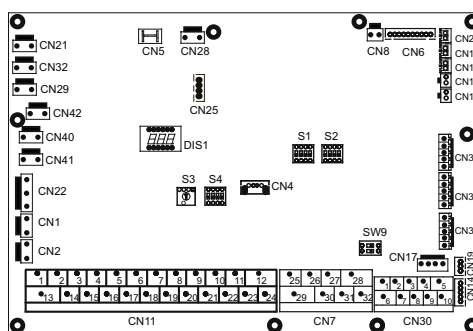 CN21
CN5
CN28
CN8
CN6
CN32
CN29
CN25
CN42
CN40
DIS1
S1 S2
CN41
CN22
S3 S4
CN4
CN1
SW9
CN2
CN17
CN19
CN14
1 2 3 4 5 6 7 8 9 10 11 12
13 14 15 16 17 18 19 20 21 22 23 24
25 26 27 28
29 30 31 32
1 2 3 4 5
6 7 8 9 10
CN11
CN7
CN30